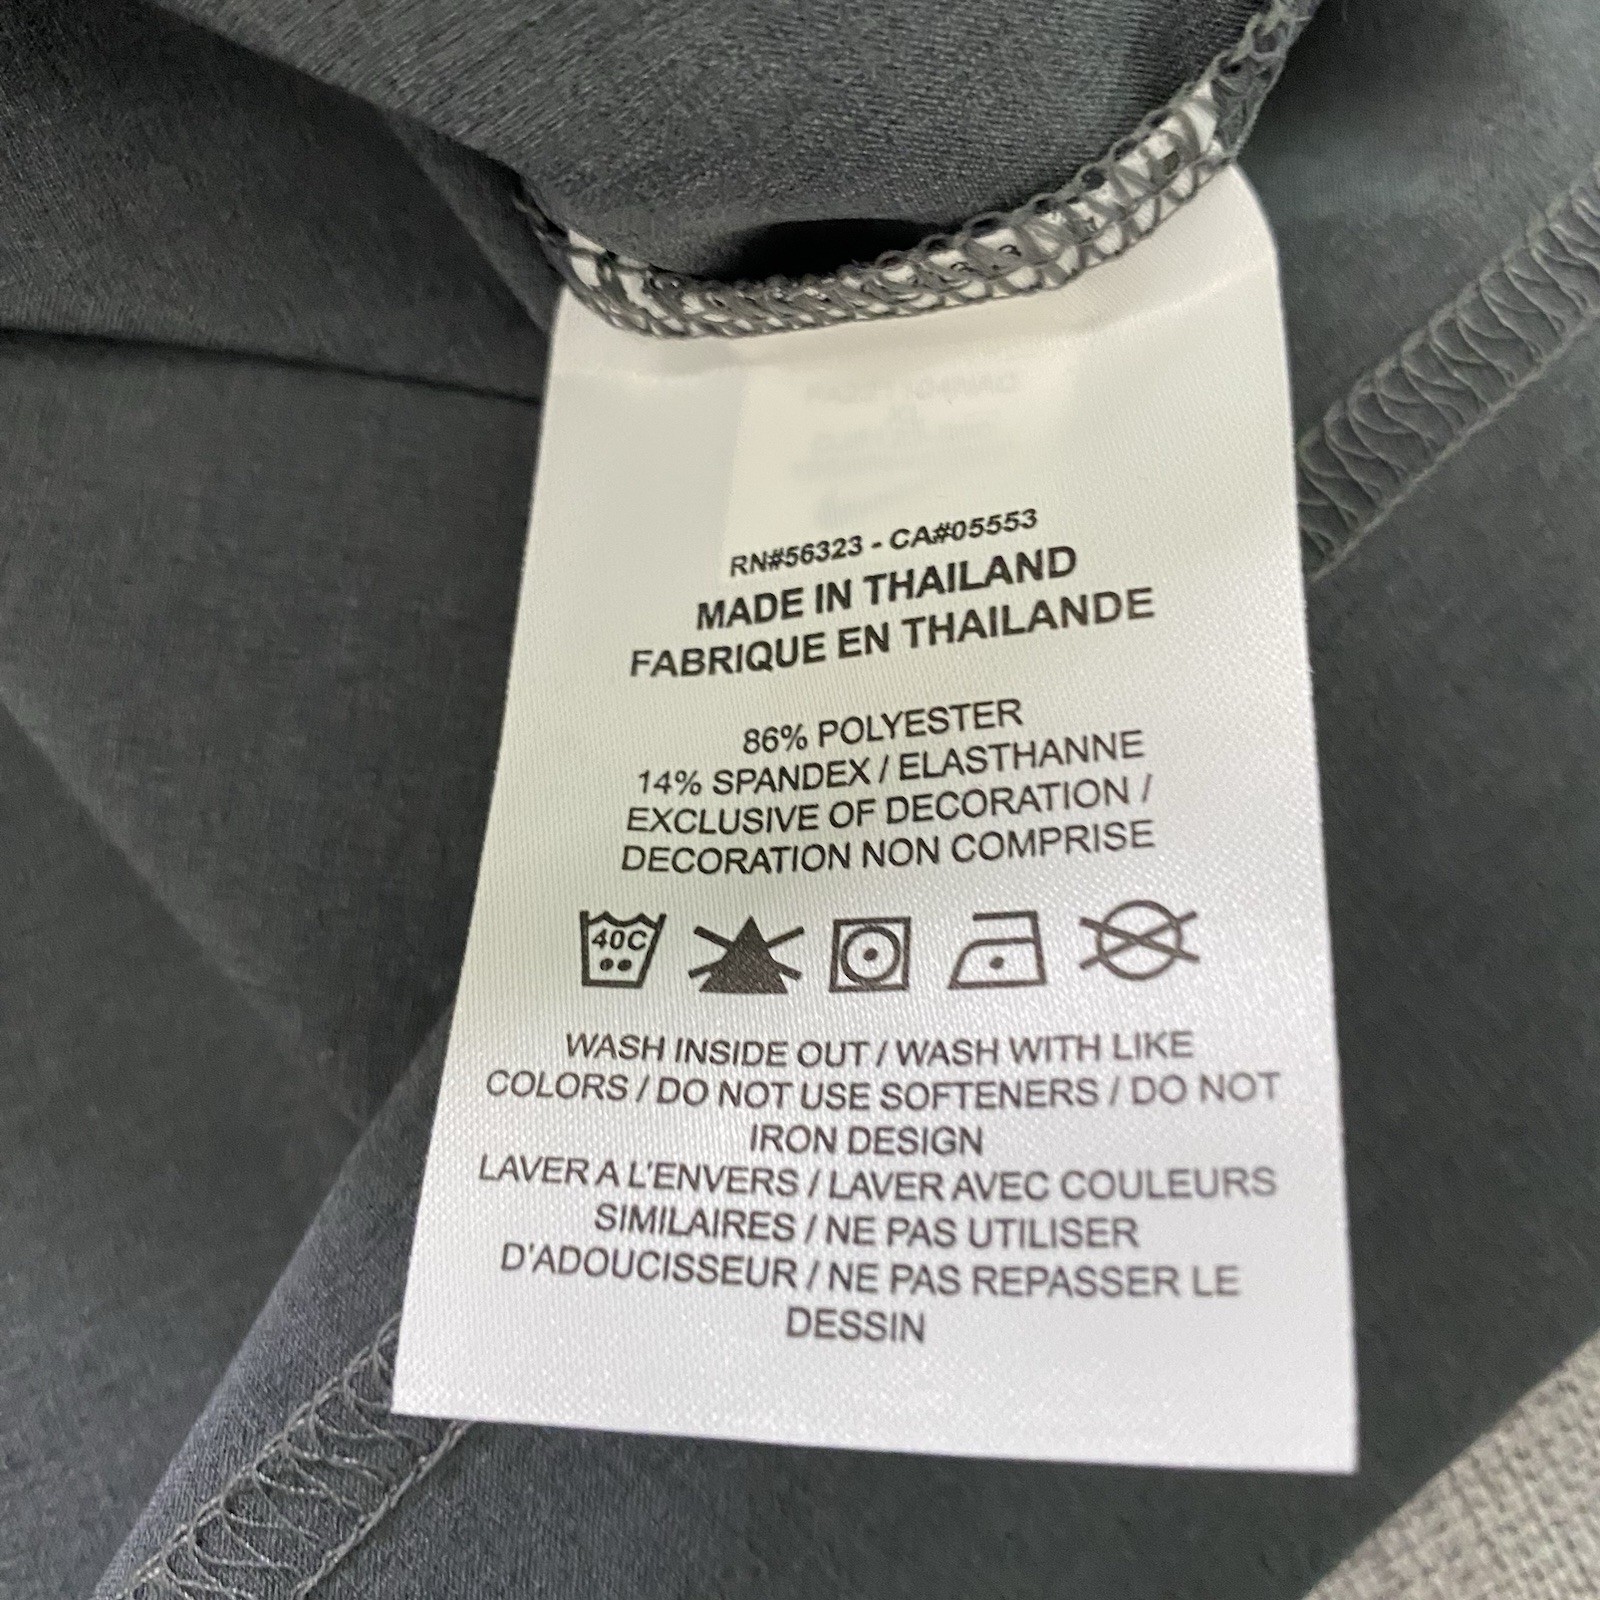 RN#56323 - CA#05553
MADE IN THAILAND
FABRIQUE EN THAILANDE
86% POLYESTER
14% SPANDEX / ELASTHANNE
EXCLUSIVE OF DECORATION /
DECORATION NON COMPRISE
40C
WASH INSIDE OUT / WASH WITH LIKE
COLORS / DO NOT USE SOFTENERS / DO NOT
IRON DESIGN
LAVER A L'ENVERS / LAVER AVEC COULEURS
SIMILAIRES / NE PAS UTILISER
D'ADOUCISSEUR / NE PAS REPASSER LE
DESSIN